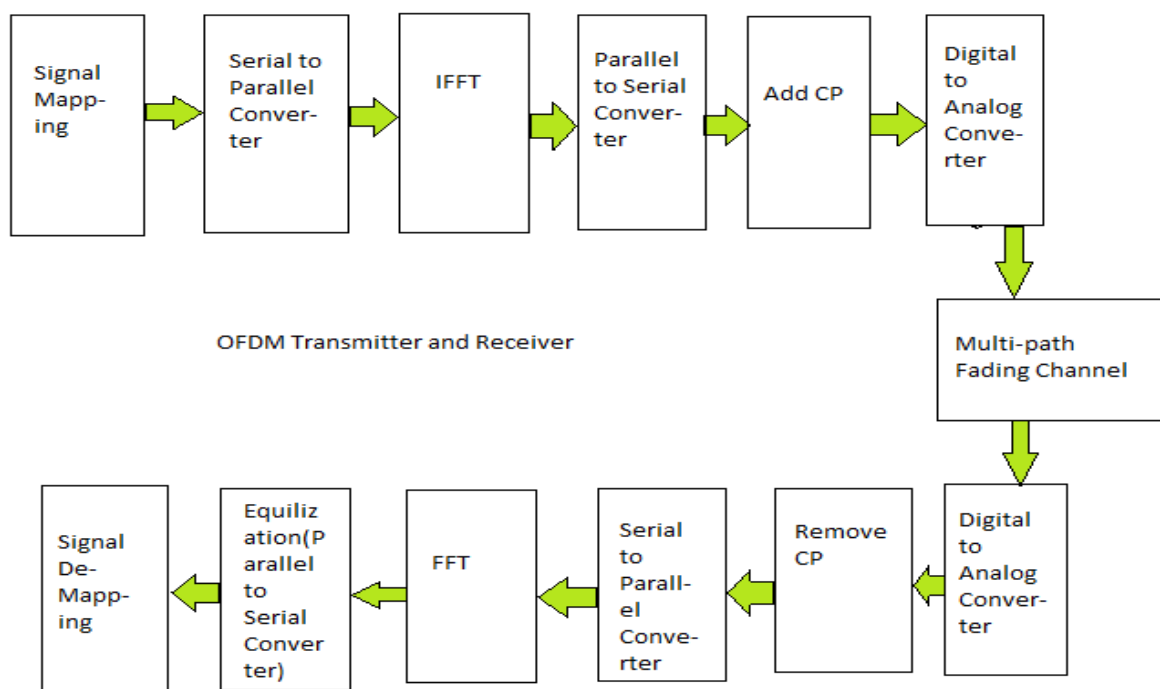 Signal
Mapp-
ing
Serial to
Parallel
Conver-
ter
IFFT
Parallel
to Serial
Conver-
ter
Add CP
Digital
to
Analog
Conve-
rter
OFDM Transmitter and Receiver
Multi-path
Fading Channel
Signal
De-
Mapp-
ing
Equiliz
ation(P
arallel
to
Serial
Conver
ter)
FFT
Serial
to
Parall-
el
Conve-
rter
Remove
CP
Digital
to
Analog
Conver-
ter